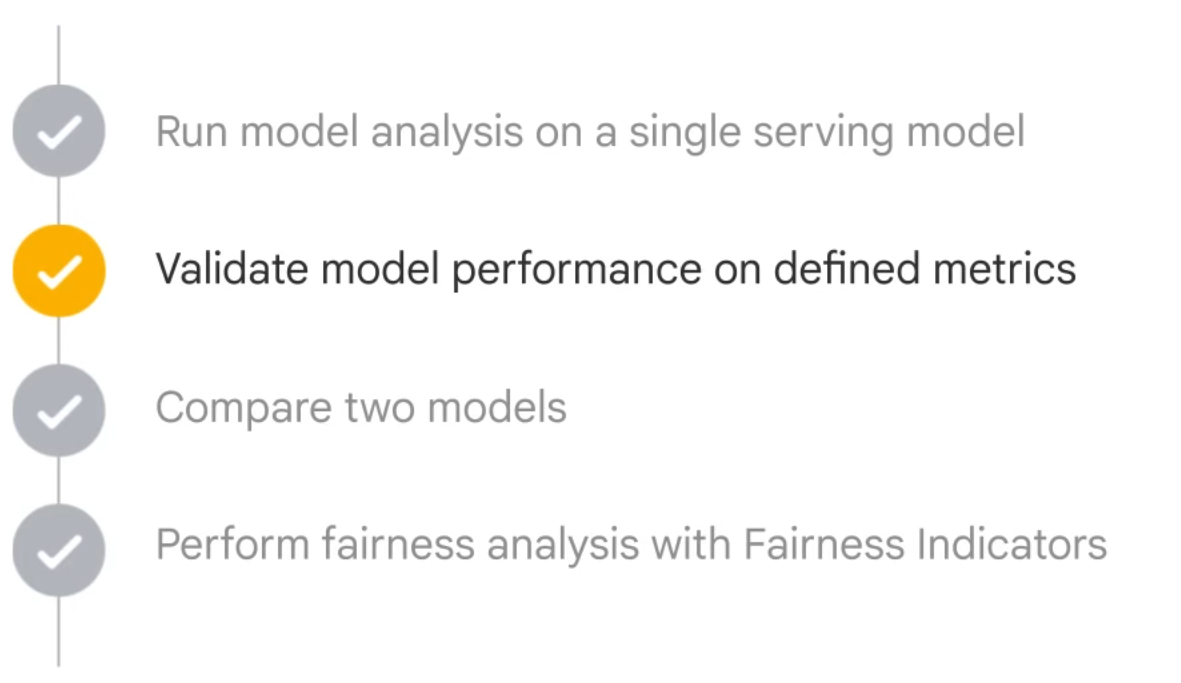 Run model analysis on a single serving model
Validate model performance on defined metrics
Compare two models
Perform fairness analysis with Fairness Indicators